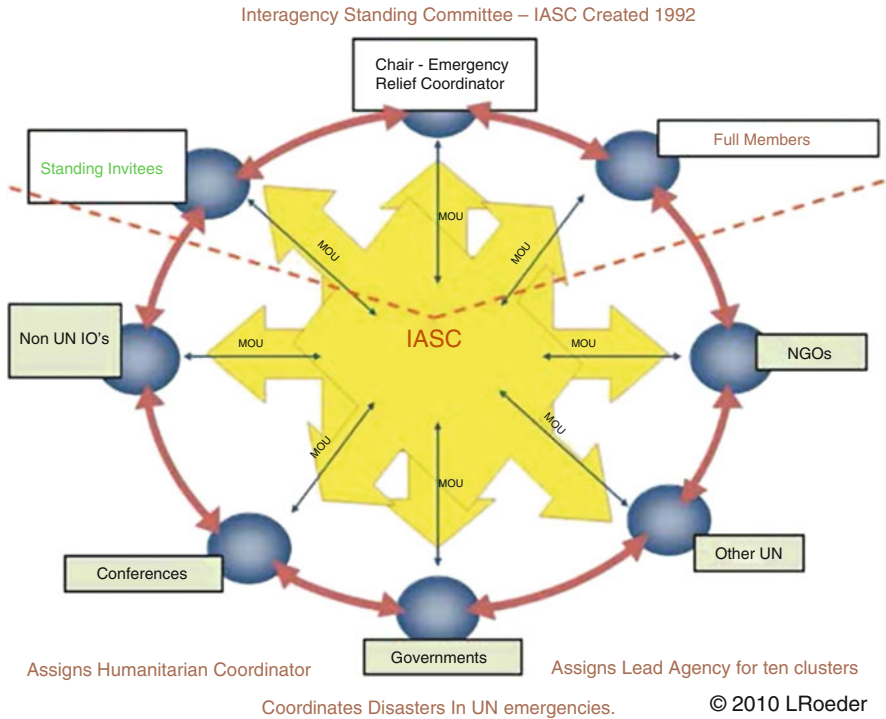 Interagency Standing Committee – IASC Created 1992
Chair - Emergency
Relief Coordinator
Standing Invitees
Full Members
MOU
MOU
MOU
IASC
Non UN IO's
MOU
MOU
NGOs
MOU
MOU
MOU
Conferences
Other UN
Governments
Assigns Humanitarian Coordinator
Assigns Lead Agency for ten clusters
Coordinates Disasters In UN emergencies.
© 2010 LRoeder